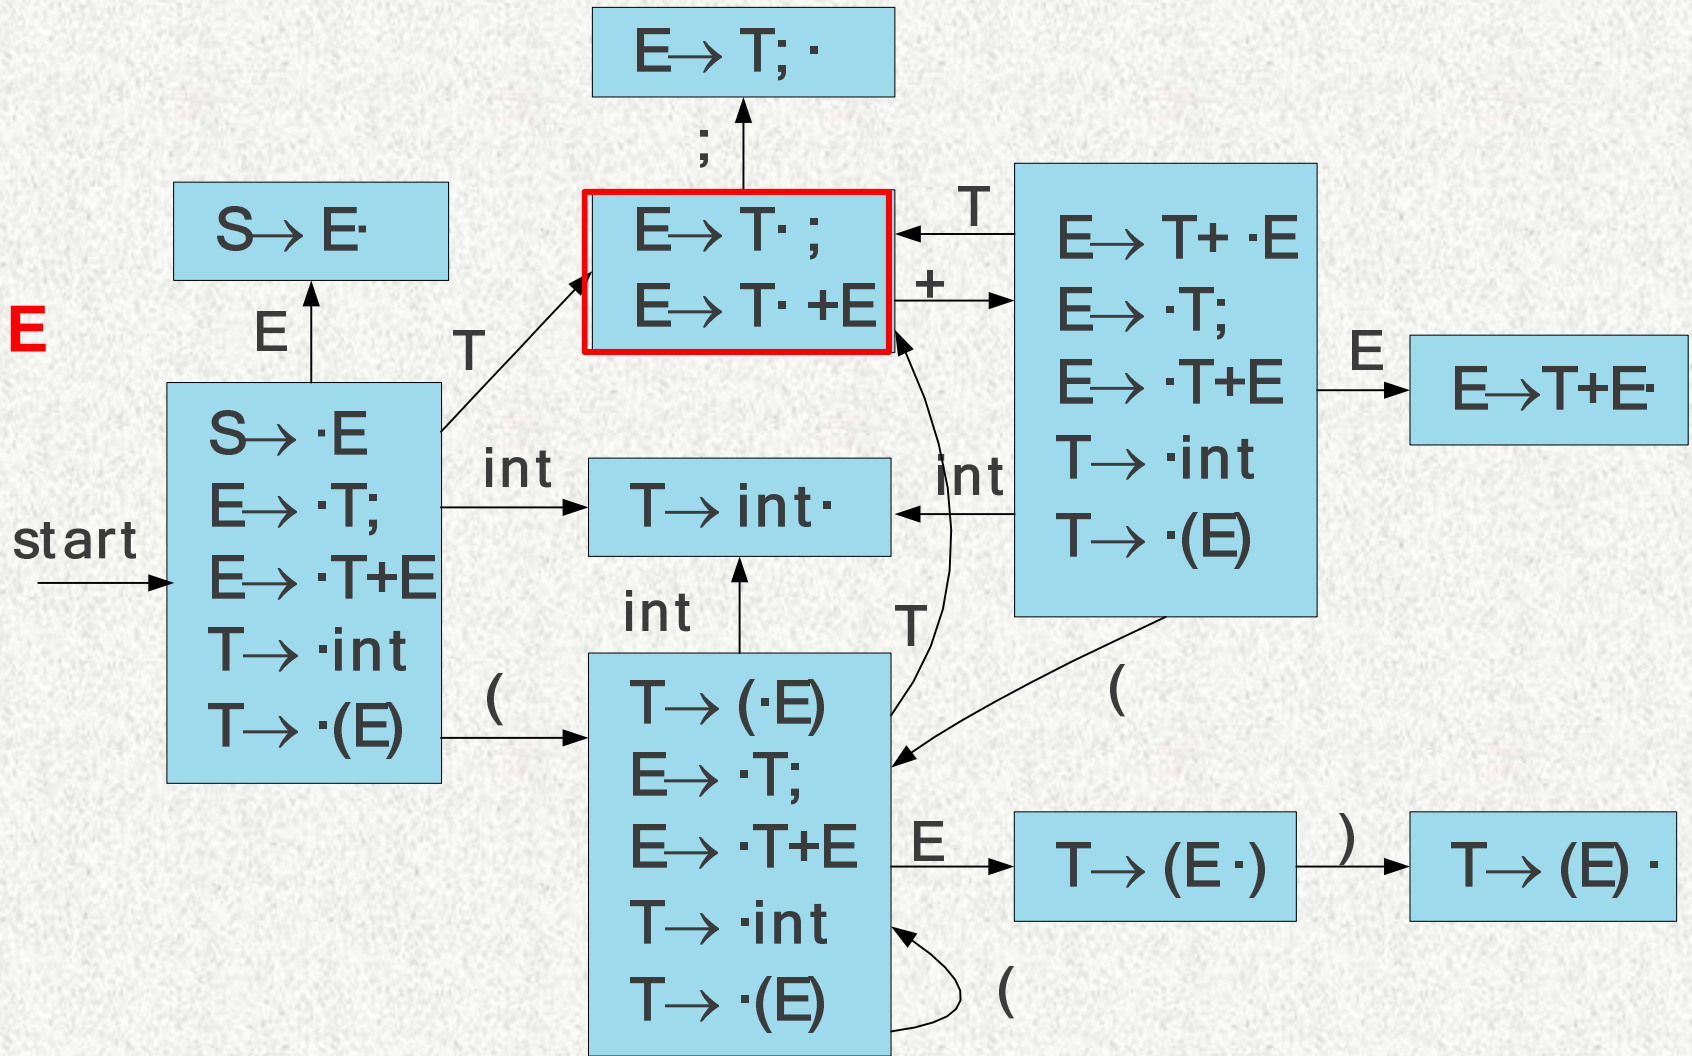 E→ T; ·
;
S→ E·
E→ T· ;
E→ T· +E
T
+
E→ T+ ·E
E→ ·T;
E→ ·T+E
T→ ·int
T→ ·(E)
E
E
T
E
E→T+E·
start
S→ ·E
E→ ·T;
E→ ·T+E
T→ ·int
T→ ·(E)
int
T→ int ·
int
int
T
(
(
T→ (·E)
E→ ·T;
E→ ·T+E
T→ ·int
T→ ·(E)
E
T→ (E ·)
)
T→ (E) ·
(